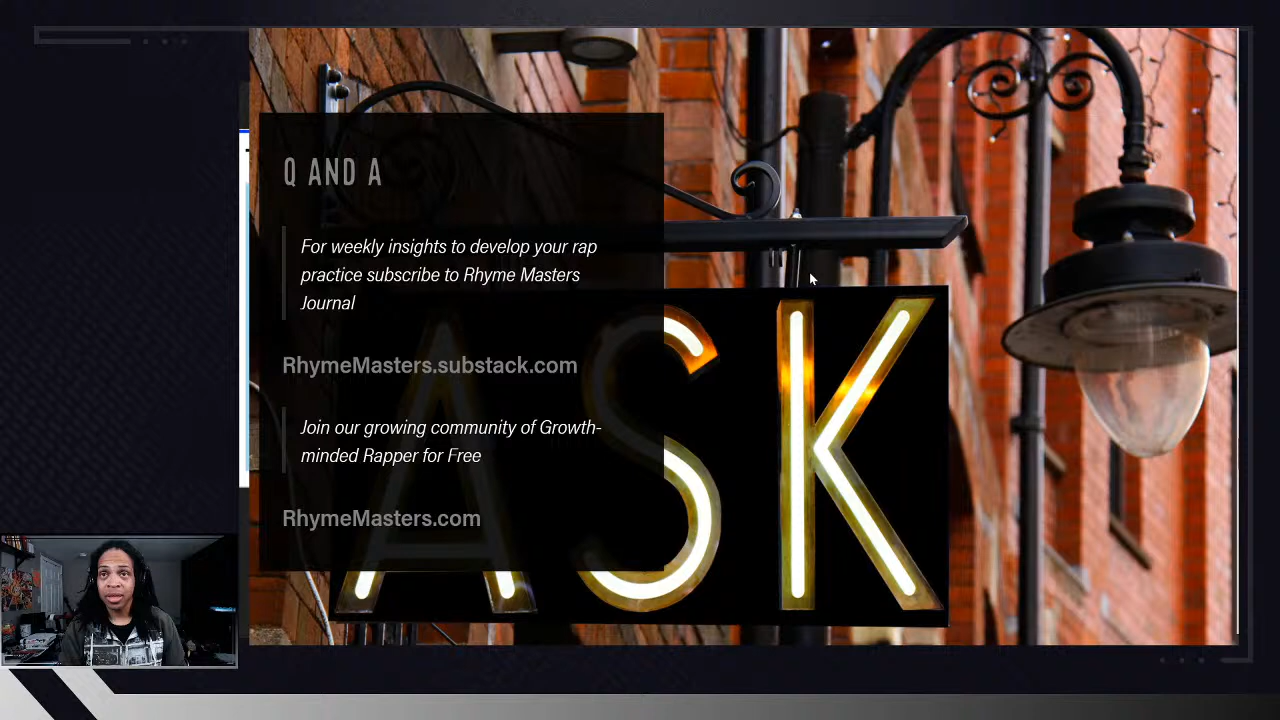 Q AND A
For weekly insights to develop your rap
practice subscribe to Rhyme Masters
Journal
RhymeMasters.substack.com
Join our growing community of Growth-
minded Rapper for Free
RhymeMasters.com
ASK